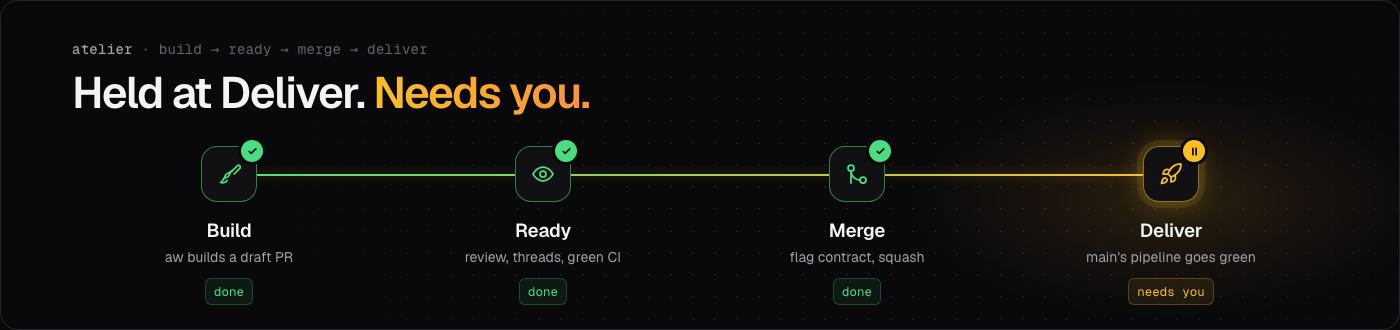 atelier · build → ready → merge → deliver
Held at Deliver. Needs you.
Build
aw builds a draft PR
done
Ready
review, threads, green CI
done
Merge
flag contract, squash
done
Deliver
main's pipeline goes green
needs you